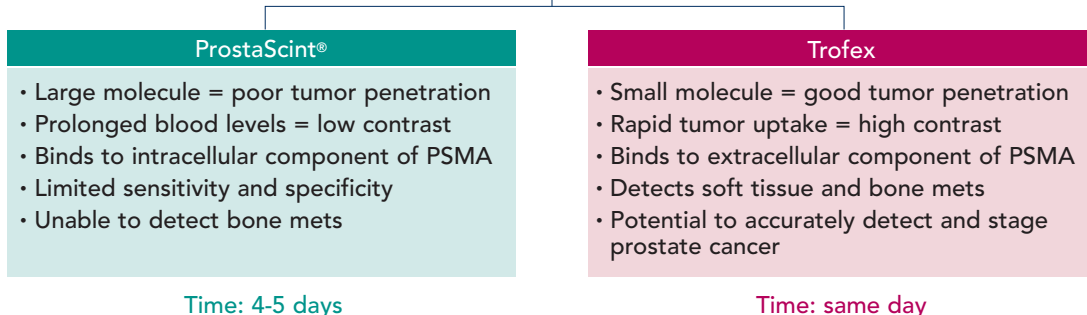 ProstaScint®
• Large molecule = poor tumor penetration
• Prolonged blood levels = low contrast
• Binds to intracellular component of PSMA
• Limited sensitivity and specificity
• Unable to detect bone mets
Time: 4-5 days
Trofex
• Small molecule = good tumor penetration
• Rapid tumor uptake = high contrast
• Binds to extracellular component of PSMA
• Detects soft tissue and bone mets
• Potential to accurately detect and stage
prostate cancer
Time: same day